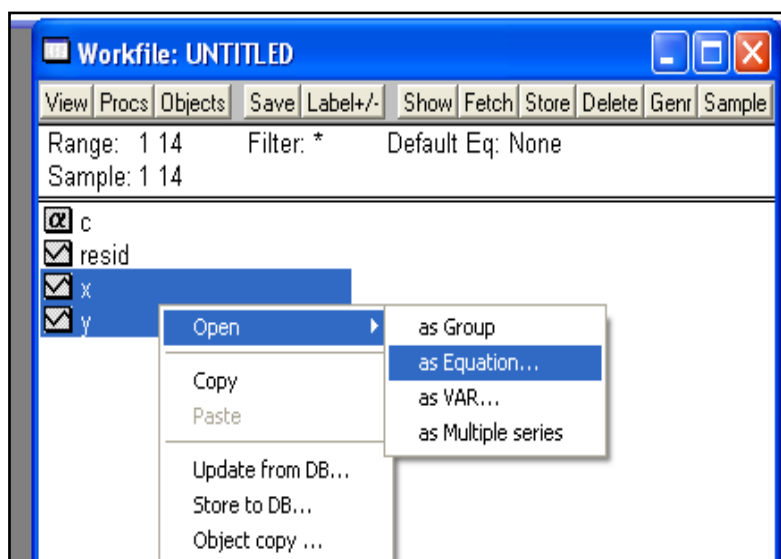 Workfile: UNTITLED
View Procs Objects Save Label+/- Show Fetch Store Delete Genr Sample
Range: 1 14 Filter: * Default Eq: None
Sample: 1 14
α c
resid
x
y
Open
as Group
as Equation...
as VAR...
as Multiple series
Copy
Paste
Update from DB...
Store to DB...
Object copy ...